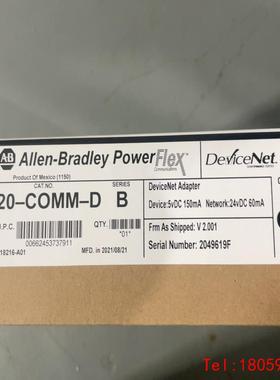 AB Allen-Bradley PowerFlex DeviceNet
Communications
Product Of Mexico (1150)
CAT.NO. SERIES
20-COMM-D B
DeviceNet Adapter
Device:5vDC 150mA Network:24vDC 60mA
U.P.C.
00662453737911
"01"
Frm As Shipped: V 2.001
18216-A01
MFD. in 2021/08/21
Serial Number: 2049619F
Tel:18059